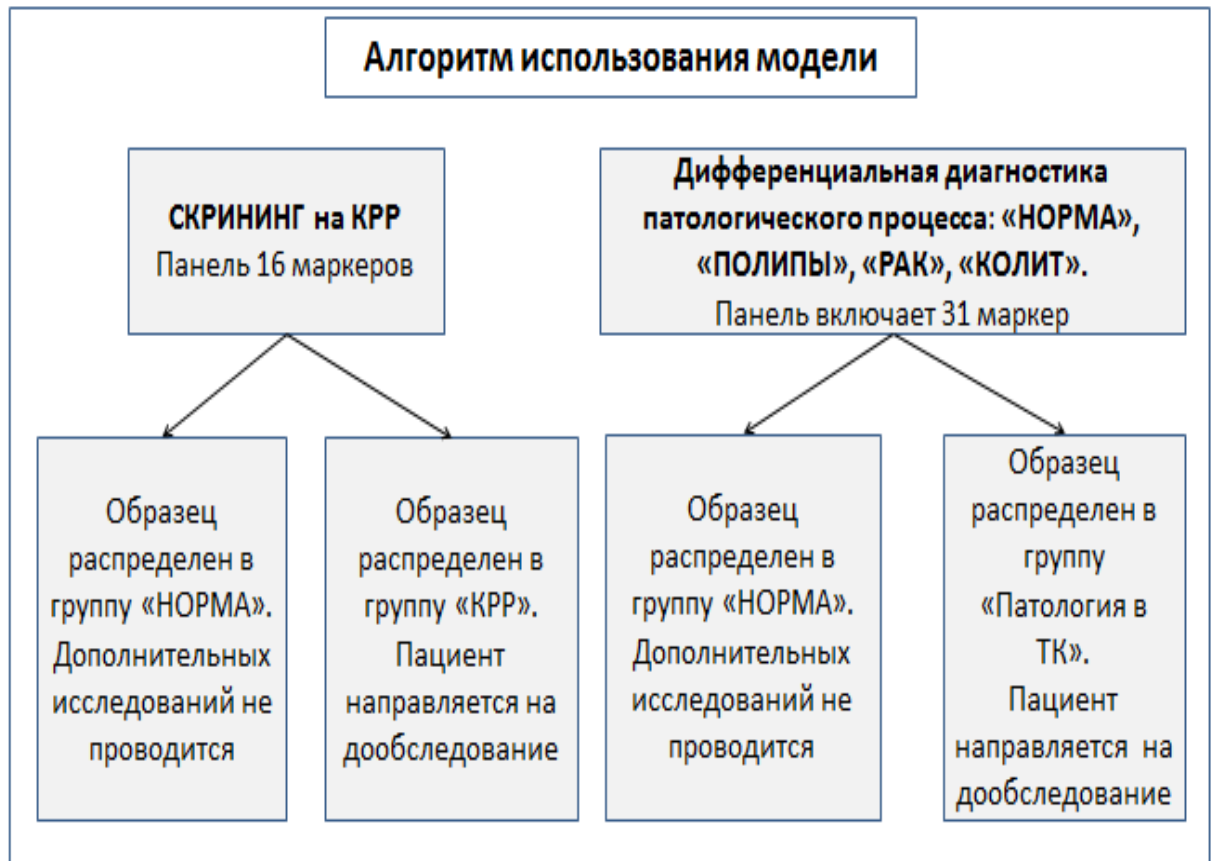 Алгоритм использования модели
СКРИНИНГ на КРР
Панель 16 маркеров
Дифференциальная диагностика
патологического процесса: «НОРМА»,
«ПОЛИПЫ», «РАК», «КОЛИТ».
Панель включает 31 маркер
Образец
распределен в
группу «НОРМА».
Дополнительных
исследований не
проводится
Образец
распределен в
группу «КРР».
Пациент
направляется на
дообследование
Образец
распределен в
группу «НОРМА».
Дополнительных
исследований не
проводится
Образец
распределен в
группу
«Патология в
ТК».
Пациент
направляется на
дообследование